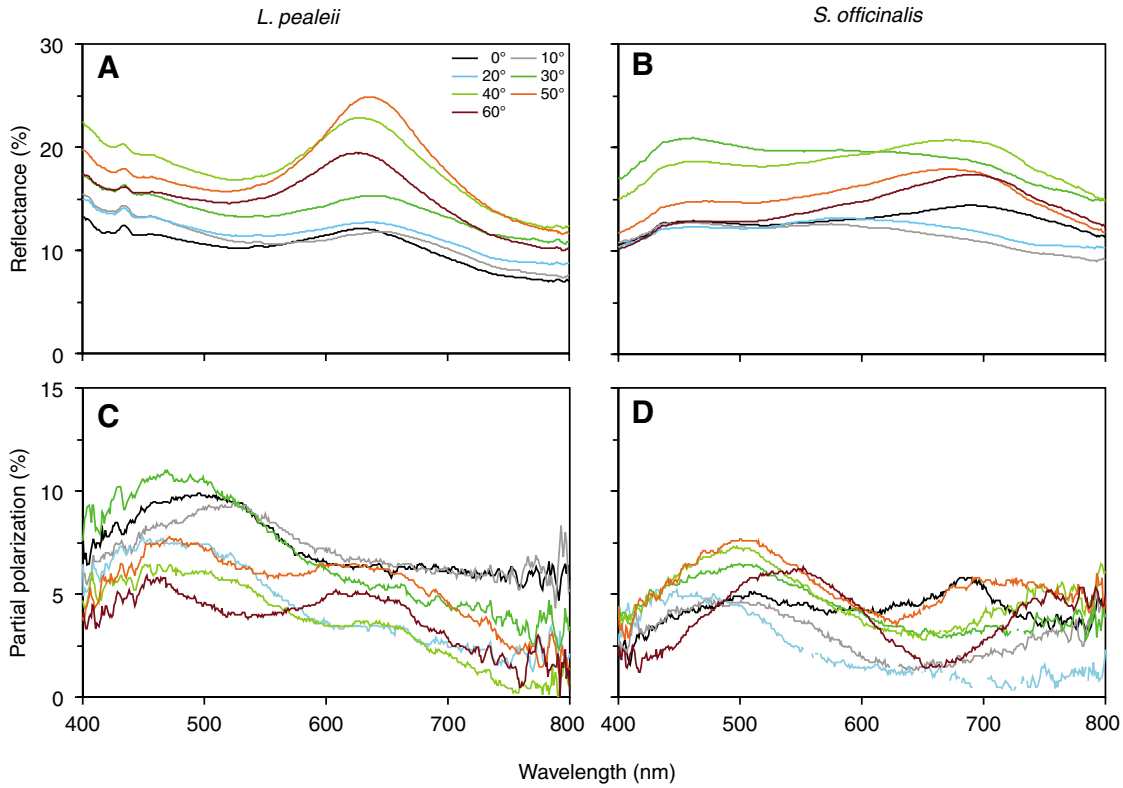 L. pealeii
S. officinalis
A
B
0° 10°
20° 30°
40° 50°
60°
Reflectance (%)
30
20
10
0
C
D
Partial polarization (%)
15
10
5
0
400 500 600 700 800
400 500 600 700 800
Wavelength (nm)